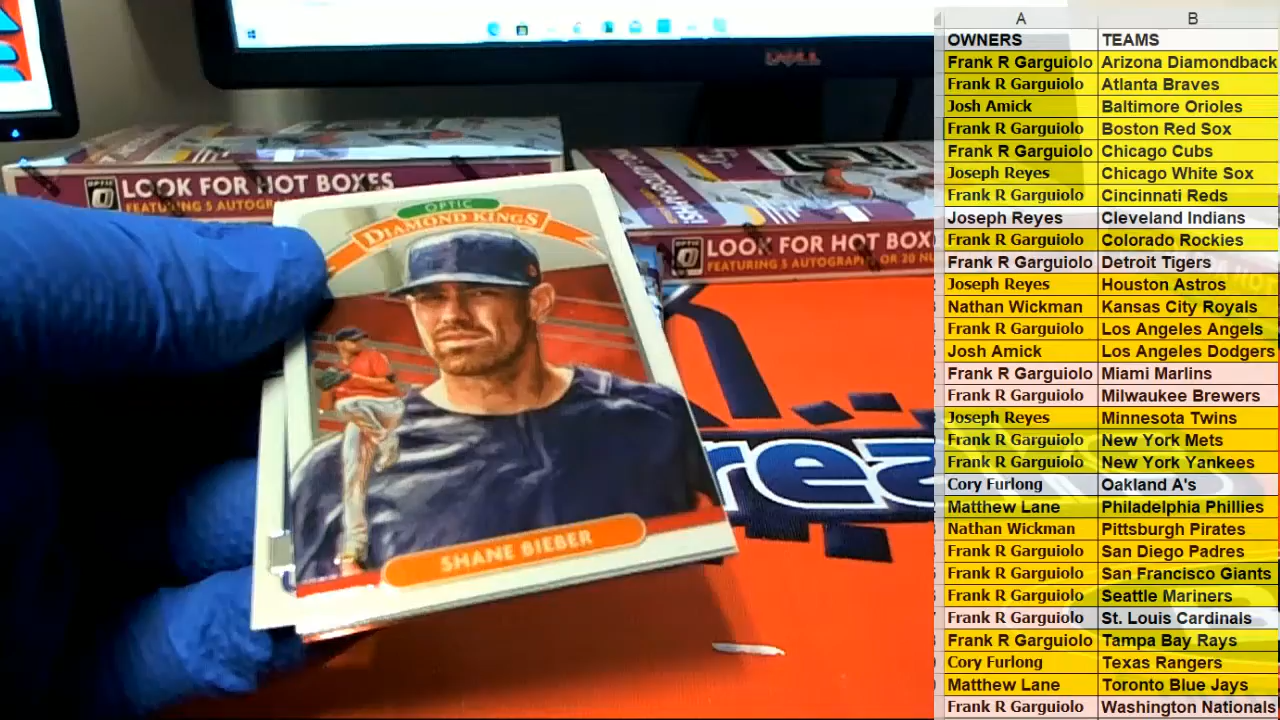 DELL
LOOK FOR HOT BOXES
FEATURING 5 AUTOGRAP
OPTIC
LOOK FOR HOT BOX
FEATURING 5 AUTOGRAPHS OR 20 NU
OPTIC
OPTIC
DIAMOND KINGS
SHANE BIEBER
rea
A B
OWNERS TEAMS
Frank R Garguiolo Arizona Diamondback
Frank R Garguiolo Atlanta Braves
Josh Amick Baltimore Orioles
Frank R Garguiolo Boston Red Sox
Frank R Garguiolo Chicago Cubs
Joseph Reyes Chicago White Sox
Frank R Garguiolo Cincinnati Reds
Joseph Reyes Cleveland Indians
Frank R Garguiolo Colorado Rockies
Frank R Garguiolo Detroit Tigers
Joseph Reyes Houston Astros
Nathan Wickman Kansas City Royals
Frank R Garguiolo Los Angeles Angels
Josh Amick Los Angeles Dodgers
Frank R Garguiolo Miami Marlins
Frank R Garguiolo Milwaukee Brewers
Joseph Reyes Minnesota Twins
Frank R Garguiolo New York Mets
Frank R Garguiolo New York Yankees
Cory Furlong Oakland A's
Matthew Lane Philadelphia Phillies
Nathan Wickman Pittsburgh Pirates
Frank R Garguiolo San Diego Padres
Frank R Garguiolo San Francisco Giants
Frank R Garguiolo Seattle Mariners
Frank R Garguiolo St. Louis Cardinals
Frank R Garguiolo Tampa Bay Rays
Cory Furlong Texas Rangers
Matthew Lane Toronto Blue Jays
Frank R Garguiolo Washington Nationals